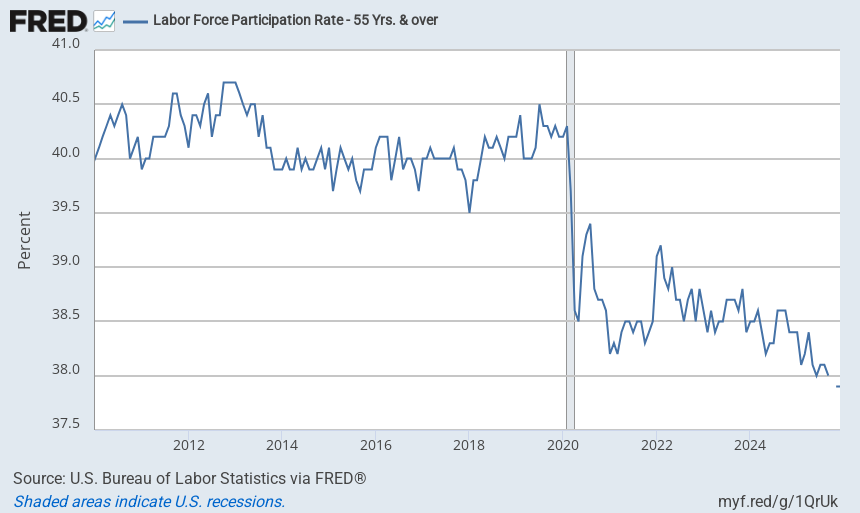 FRED Labor Force Participation Rate - 55 Yrs. & over
41.0
40.5
40.0
39.5
39.0
38.5
38.0
37.5
Percent
2012 2014 2016 2018 2020 2022 2024
Source: U.S. Bureau of Labor Statistics via FRED®
Shaded areas indicate U.S. recessions. myf.red/g/1QrUk